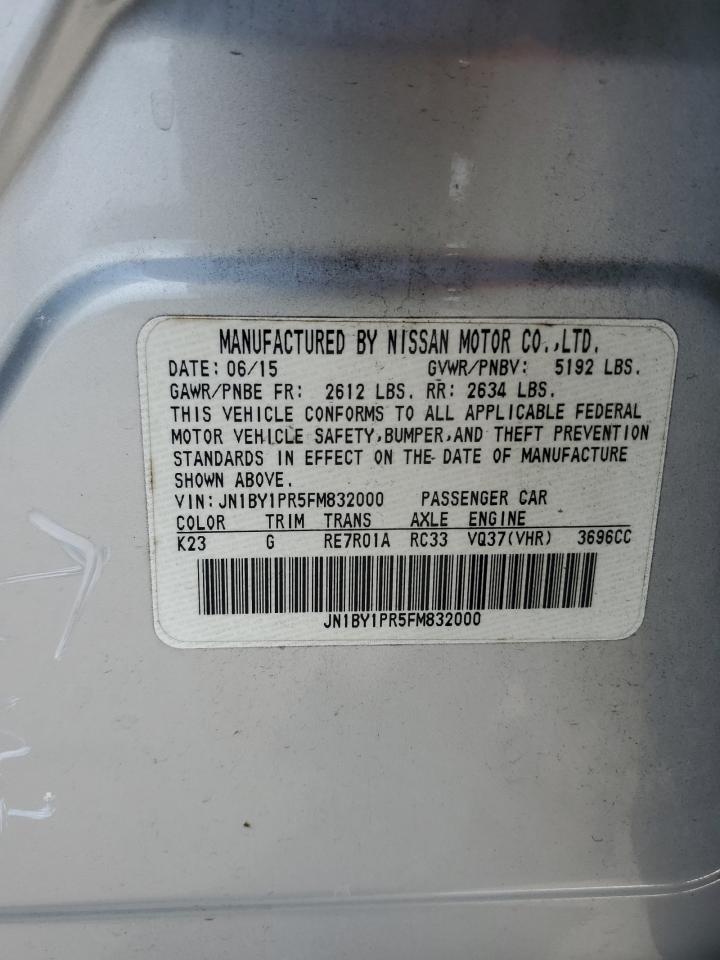 MANUFACTURED BY NISSAN MOTOR CO.,LTD.
DATE: 06/15 GVWR/PNBV: 5192 LBS.
GAWR/PNBE FR: 2612 LBS. RR: 2634 LBS.
THIS VEHICLE CONFORMS TO ALL APPLICABLE FEDERAL
MOTOR VEHICLE SAFETY,BUMPER,AND THEFT PREVENTION
STANDARDS IN EFFECT ON THE DATE OF MANUFACTURE
SHOWN ABOVE.
VIN: JN1BY1PR5FM832000 PASSENGER CAR
COLOR TRIM TRANS AXLE ENGINE
K23 G RE7R01A RC33 VQ37(VHR) 3696CC
JN1BY1PR5FM832000